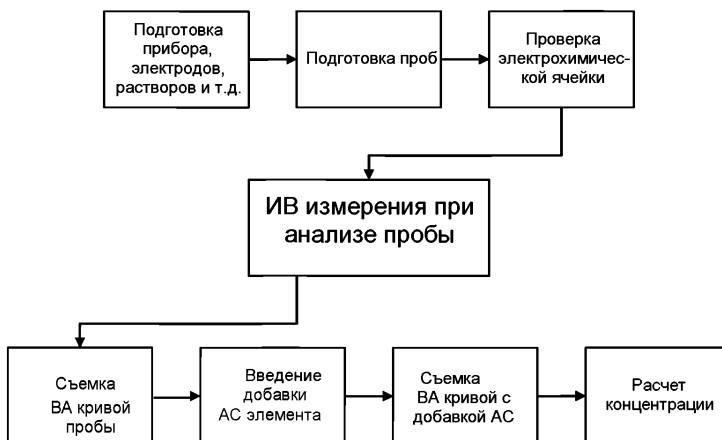 Подготовка
прибора,
электродов,
растворов и т.д.
Подготовка проб
Проверка
электрохимичес-
кой ячейки
ИВ измерения при
анализе пробы
Съемка
ВА кривой
пробы
Введение
добавки
АС элемента
Съемка
ВА кривой с
добавкой АС
Расчет
концентрации